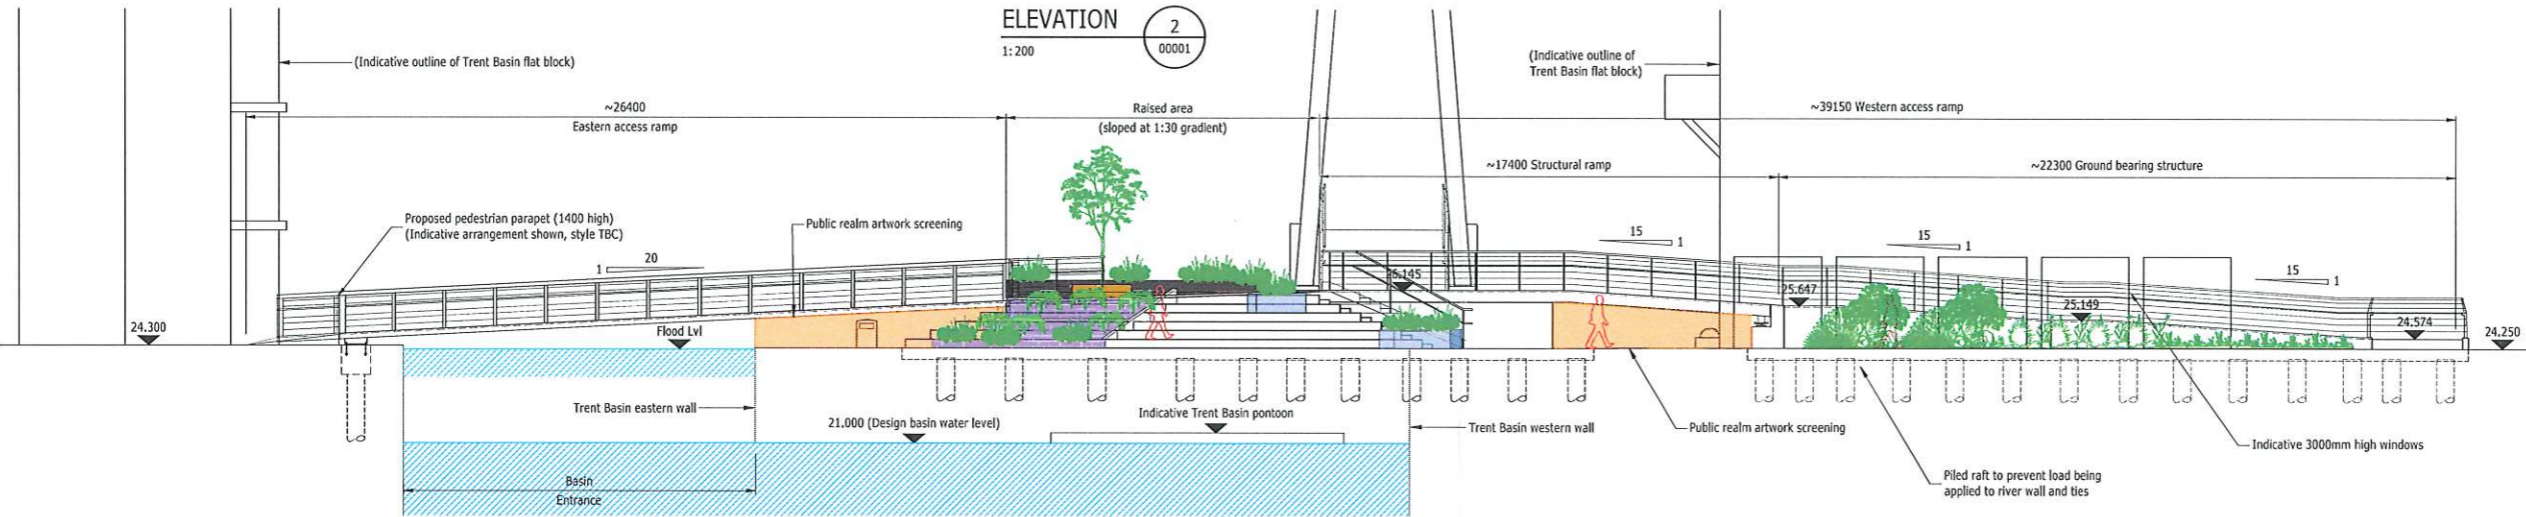 ELEVATION
1:200
2
00001
(Indicative outline of Trent Basin flat block)
(Indicative outline of
Trent Basin flat block)
~26400
Eastern access ramp
Raised area
(sloped at 1:30 gradient)
~39150 Western access ramp
~17400 Structural ramp
~22300 Ground bearing structure
Proposed pedestrian parapet (1400 high)
(Indicative arrangement shown, style TBC)
Public realm artwork screening
1
20
15
1
15
1
15
1
24.300
Flood Lvl
25.647
25.149
24.574
24.250
Trent Basin eastern wall
21.000 (Design basin water level)
Indicative Trent Basin pontoon
Trent Basin western wall
Public realm artwork screening
Indicative 3000mm high windows
Piled raft to prevent load being
applied to river wall and ties
Basin
Entrance